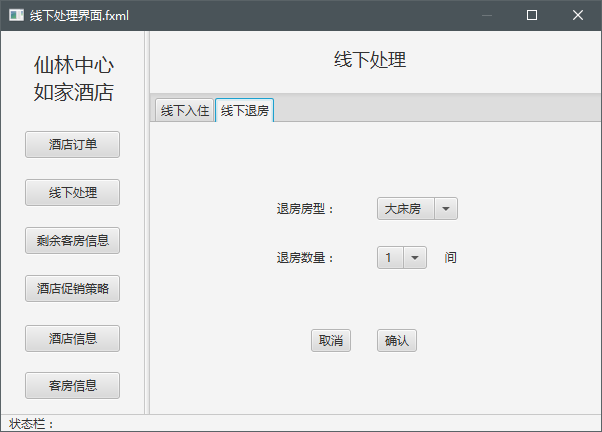 线下处理界面.fxml
仙林中心
如家酒店
酒店订单
线下处理
剩余客房信息
酒店促销策略
酒店信息
客房信息
线下处理
线下入住 线下退房
退房房型： 大床房
退房数量： 1 间
取消 确认
状态栏：